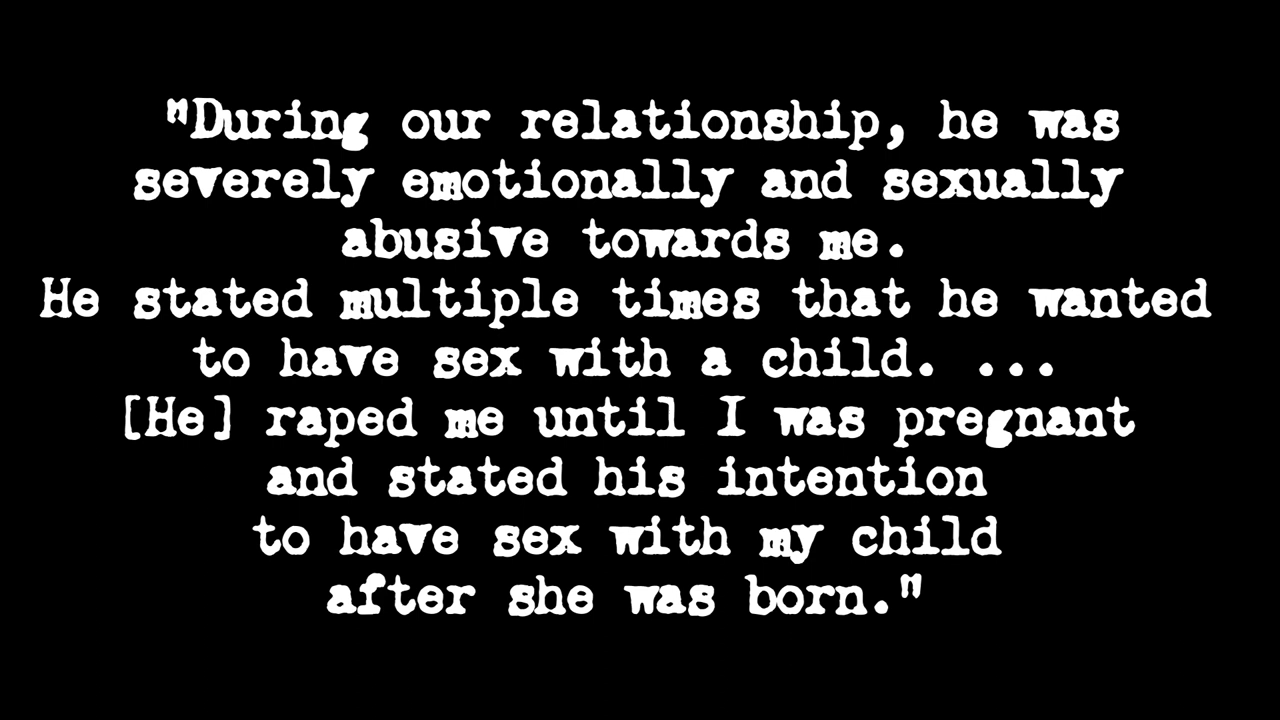 "During our relationship, he was
severely emotionally and sexually
abusive towards me.
He stated multiple times that he wanted
to have sex with a child. ...
[He] raped me until I was pregnant
and stated his intention
to have sex with my child
after she was born."